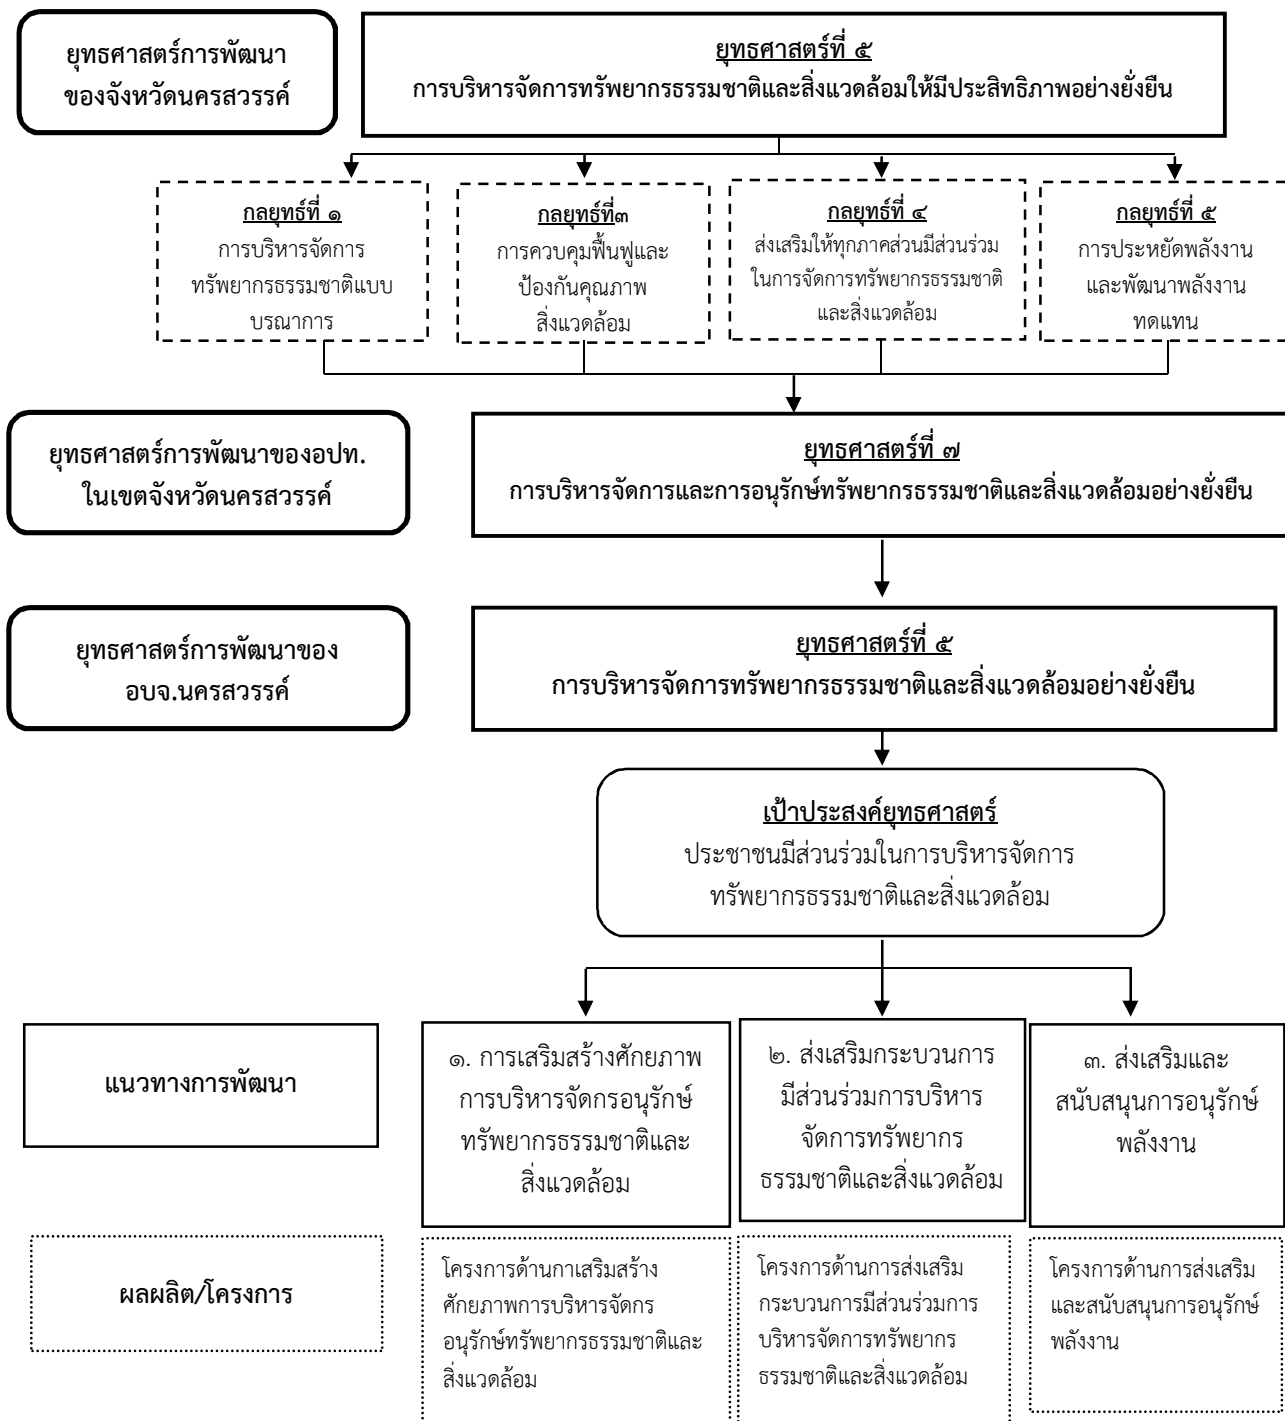 ยุทธศาสตร์การพัฒนา
ของจังหวัดนครสวรรค์
ยุทธศาสตร์ที่ ๕
การบริหารจัดการทรัพยากรธรรมชาติและสิ่งแวดล้อมให้มีประสิทธิภาพอย่างยั่งยืน
กลยุทธ์ที่ ๑
การบริหารจัดการ
ทรัพยากรธรรมชาติแบบ
บรณาการ
กลยุทธ์ที่๓
การควบคุมฟื้นฟูและ
ป้องกันคุณภาพ
สิ่งแวดล้อม
กลยุทธ์ที่ ๔
ส่งเสริมให้ทุกภาคส่วนมีส่วนร่วม
ในการจัดการทรัพยากรธรรมชาติ
และสิ่งแวดล้อม
กลยุทธ์ที่ ๕
การประหยัดพลังงาน
และพัฒนาพลังงาน
ทดแทน
ยุทธศาสตร์การพัฒนาของอปท.
ในเขตจังหวัดนครสวรรค์
ยุทธศาสตร์ที่ ๗
การบริหารจัดการและการอนุรักษ์ทรัพยากรธรรมชาติและสิ่งแวดล้อมอย่างยั่งยืน
ยุทธศาสตร์การพัฒนาของ
อบจ.นครสวรรค์
ยุทธศาสตร์ที่ ๕
การบริหารจัดการทรัพยากรธรรมชาติและสิ่งแวดล้อมอย่างยั่งยืน
เป้าประสงค์ยุทธศาสตร์
ประชาชนมีส่วนร่วมในการบริหารจัดการ
ทรัพยากรธรรมชาติและสิ่งแวดล้อม
แนวทางการพัฒนา
๑. การเสริมสร้างศักยภาพ
การบริหารจัดกรอนุรักษ์
ทรัพยากรธรรมชาติและ
สิ่งแวดล้อม
๒. ส่งเสริมกระบวนการ
มีส่วนร่วมการบริหาร
จัดการทรัพยากร
ธรรมชาติและสิ่งแวดล้อม
๓. ส่งเสริมและ
สนับสนุนการอนุรักษ์
พลังงาน
ผลผลิต/โครงการ
โครงการด้านกาเสริมสร้าง
ศักยภาพการบริหารจัดกร
อนุรักษ์ทรัพยากรธรรมชาติและ
สิ่งแวดล้อม
โครงการด้านการส่งเสริม
กระบวนการมีส่วนร่วมการ
บริหารจัดการทรัพยากร
ธรรมชาติและสิ่งแวดล้อม
โครงการด้านการส่งเสริม
และสนับสนุนการอนุรักษ์
พลังงาน